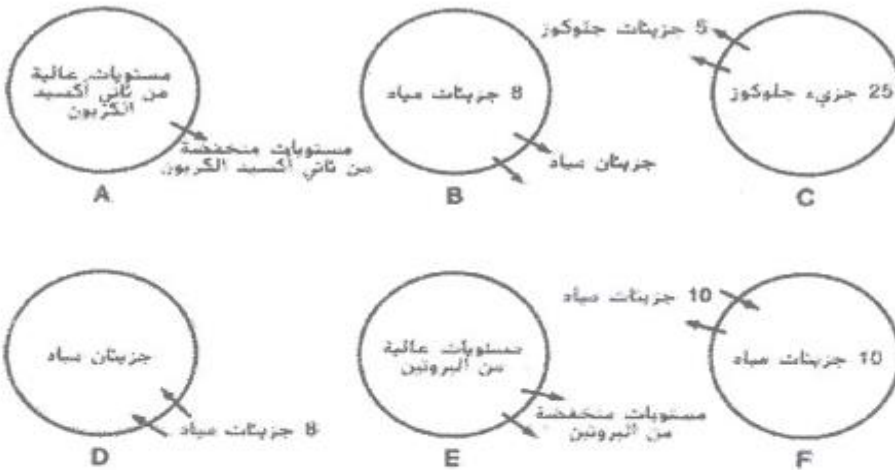 مستويات عالية
من ثاني أكسيد
الكربون
مستويات منخفضة
من ثاني أكسيد الكربون
A
8 جزيئات مياه
جزيئان مياه
B
5 جزيئات جلوكوز
25 جزيء جلوكوز
C
جزيئان مياه
8 جزيئات مياه
D
مستويات عالية
من البروتين
مستويات منخفضة
من البروتين
E
10 جزيئات مياه
10 جزيئات مياه
F